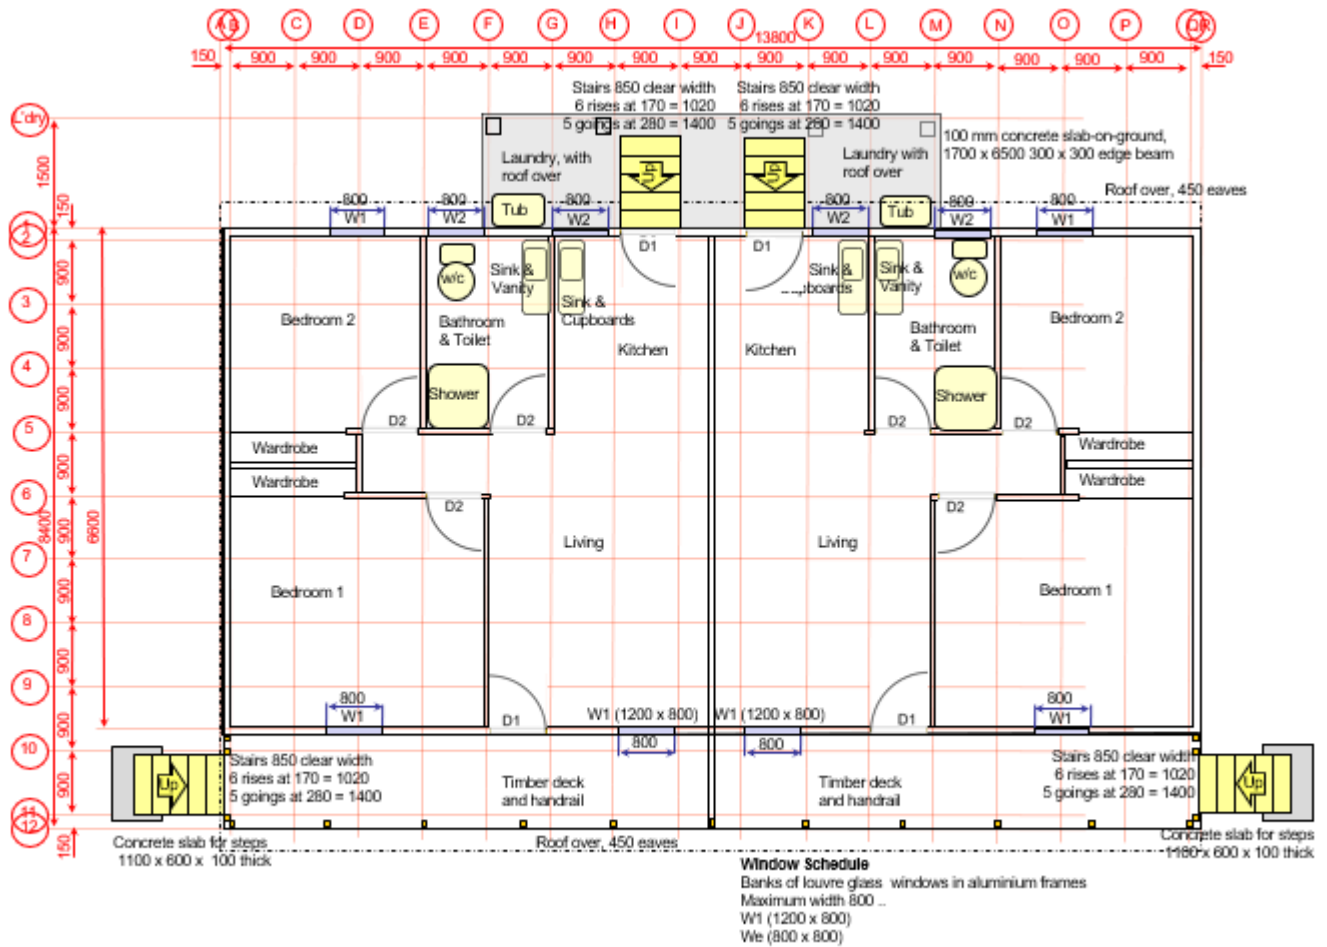 A B C D E F G H I J K L M N O P Q R
13800
150 900 900 900 900 900 900 900 900 900 900 900 900 900 900 900 150
Stairs 850 clear width
6 rises at 170 = 1020
5 goings at 280 = 1400
Stairs 850 clear width
6 rises at 170 = 1020
5 goings at 280 = 1400
L'dry
1500
150
100 mm concrete slab-on-ground,
1700 x 6500 300 x 300 edge beam
Laundry, with
roof over
Laundry with
roof over
Roof over, 450 eaves
800 800 800 800 800 800
W1 W2 W2 W2 W2 W1
Tub
Tub
D1
D1
2
3
4
5
6
7
8
9
10
11
12
900
900
900
900
900
900
900
900
900
150
8400
6600
w/c
Sink &
Vanity
Sink &
Cupboards
Sink &
Sink &
Vanity
w/c
Bedroom 2
Bathroom
& Toilet
Kitchen
Kitchen
Bathroom
& Toilet
Bedroom 2
Shower
Shower
D2
D2
D2
D2
Wardrobe
Wardrobe
Wardrobe
Wardrobe
D2
D2
Living
Living
Bedroom 1
Bedroom 1
800
W1
D1
W1 (1200 x 800)
W1 (1200 x 800)
D1
800
W1
800
800
Up
Stairs 850 clear width
6 rises at 170 = 1020
5 goings at 280 = 1400
Timber deck
and handrail
Timber deck
and handrail
Stairs 850 clear width
6 rises at 170 = 1020
5 goings at 280 = 1400
Up
Concrete slab for steps
1100 x 600 x 100 thick
Roof over, 450 eaves
Concrete slab for steps
1100 x 600 x 100 thick
Window Schedule
Banks of louvre glass windows in aluminium frames
Maximum width 800 ..
W1 (1200 x 800)
We (800 x 800)